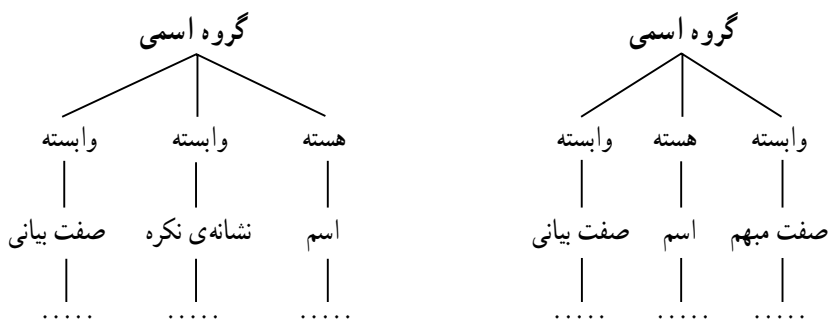 گروه اسمی گروه اسمی
وابسته هسته وابسته هسته وابسته وابسته
صفت مبهم اسم صفت بیانی اسم نشانه‌ی نکره صفت بیانی
..... ..... ..... ..... ..... .....